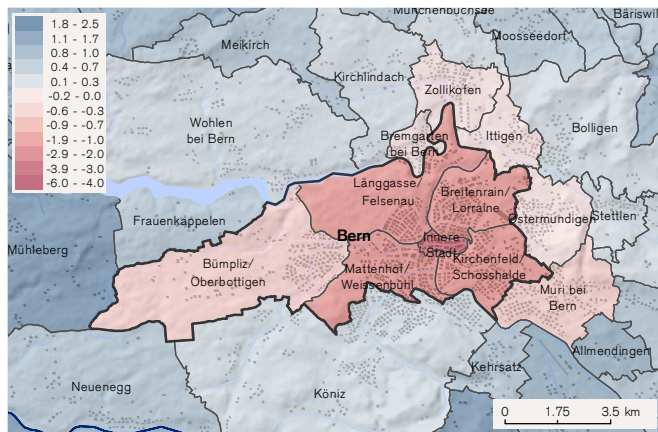 Münchenbuchsee
Bäriswil
1.8 - 2.5
1.1 - 1.7
0.8 - 1.0
0.4 - 0.7
0.1 - 0.3
-0.2 - 0.0
-0.6 - -0.3
-0.9 - -0.7
-1.9 - -1.0
-2.9 - -2.0
-3.9 - -3.0
-6.0 - -4.0
Meikirch
Moosseedorf
Kirchlindach
Zollikofen
Wohlen
bei Bern
Bremgarten
bei Bern
Ittigen
Bolligen
Länggasse/
Felsenau
Breitenrain/
Lorraine
Frauenkappelen
Ostermundigen
Stettlen
Bern
Innere
Stadt
Mühleberg
Bümpliz/
Oberbottigen
Mattenhof/
Weissenbühl
Kirchenfeld/
Schosshalde
Muri bei
Bern
Allmendingen
Kehrsatz
Neuenegg
Köniz
0 1.75 3.5 km